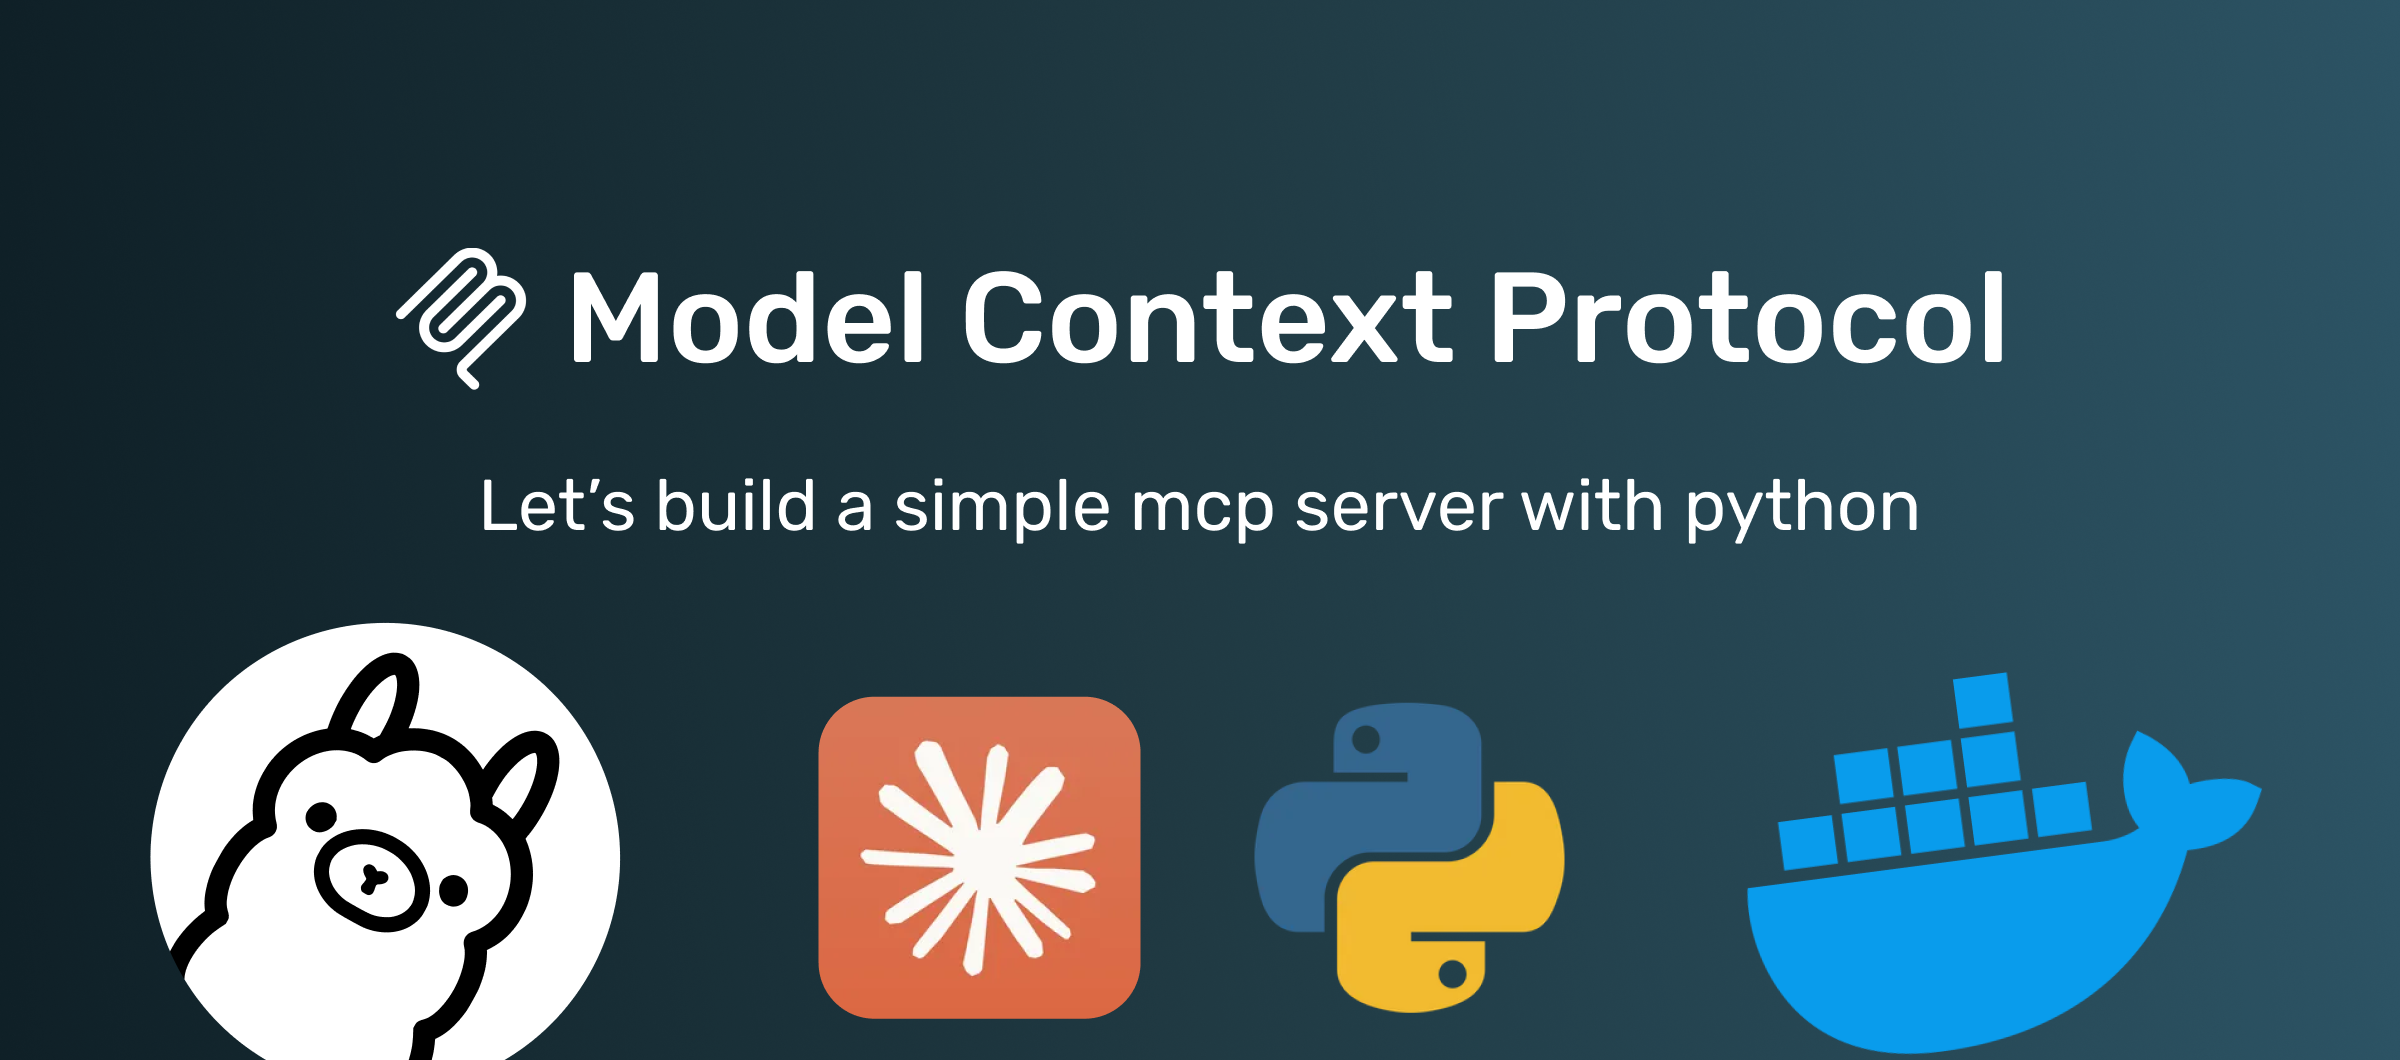 Model Context Protocol
Let’s build a simple mcp server with python